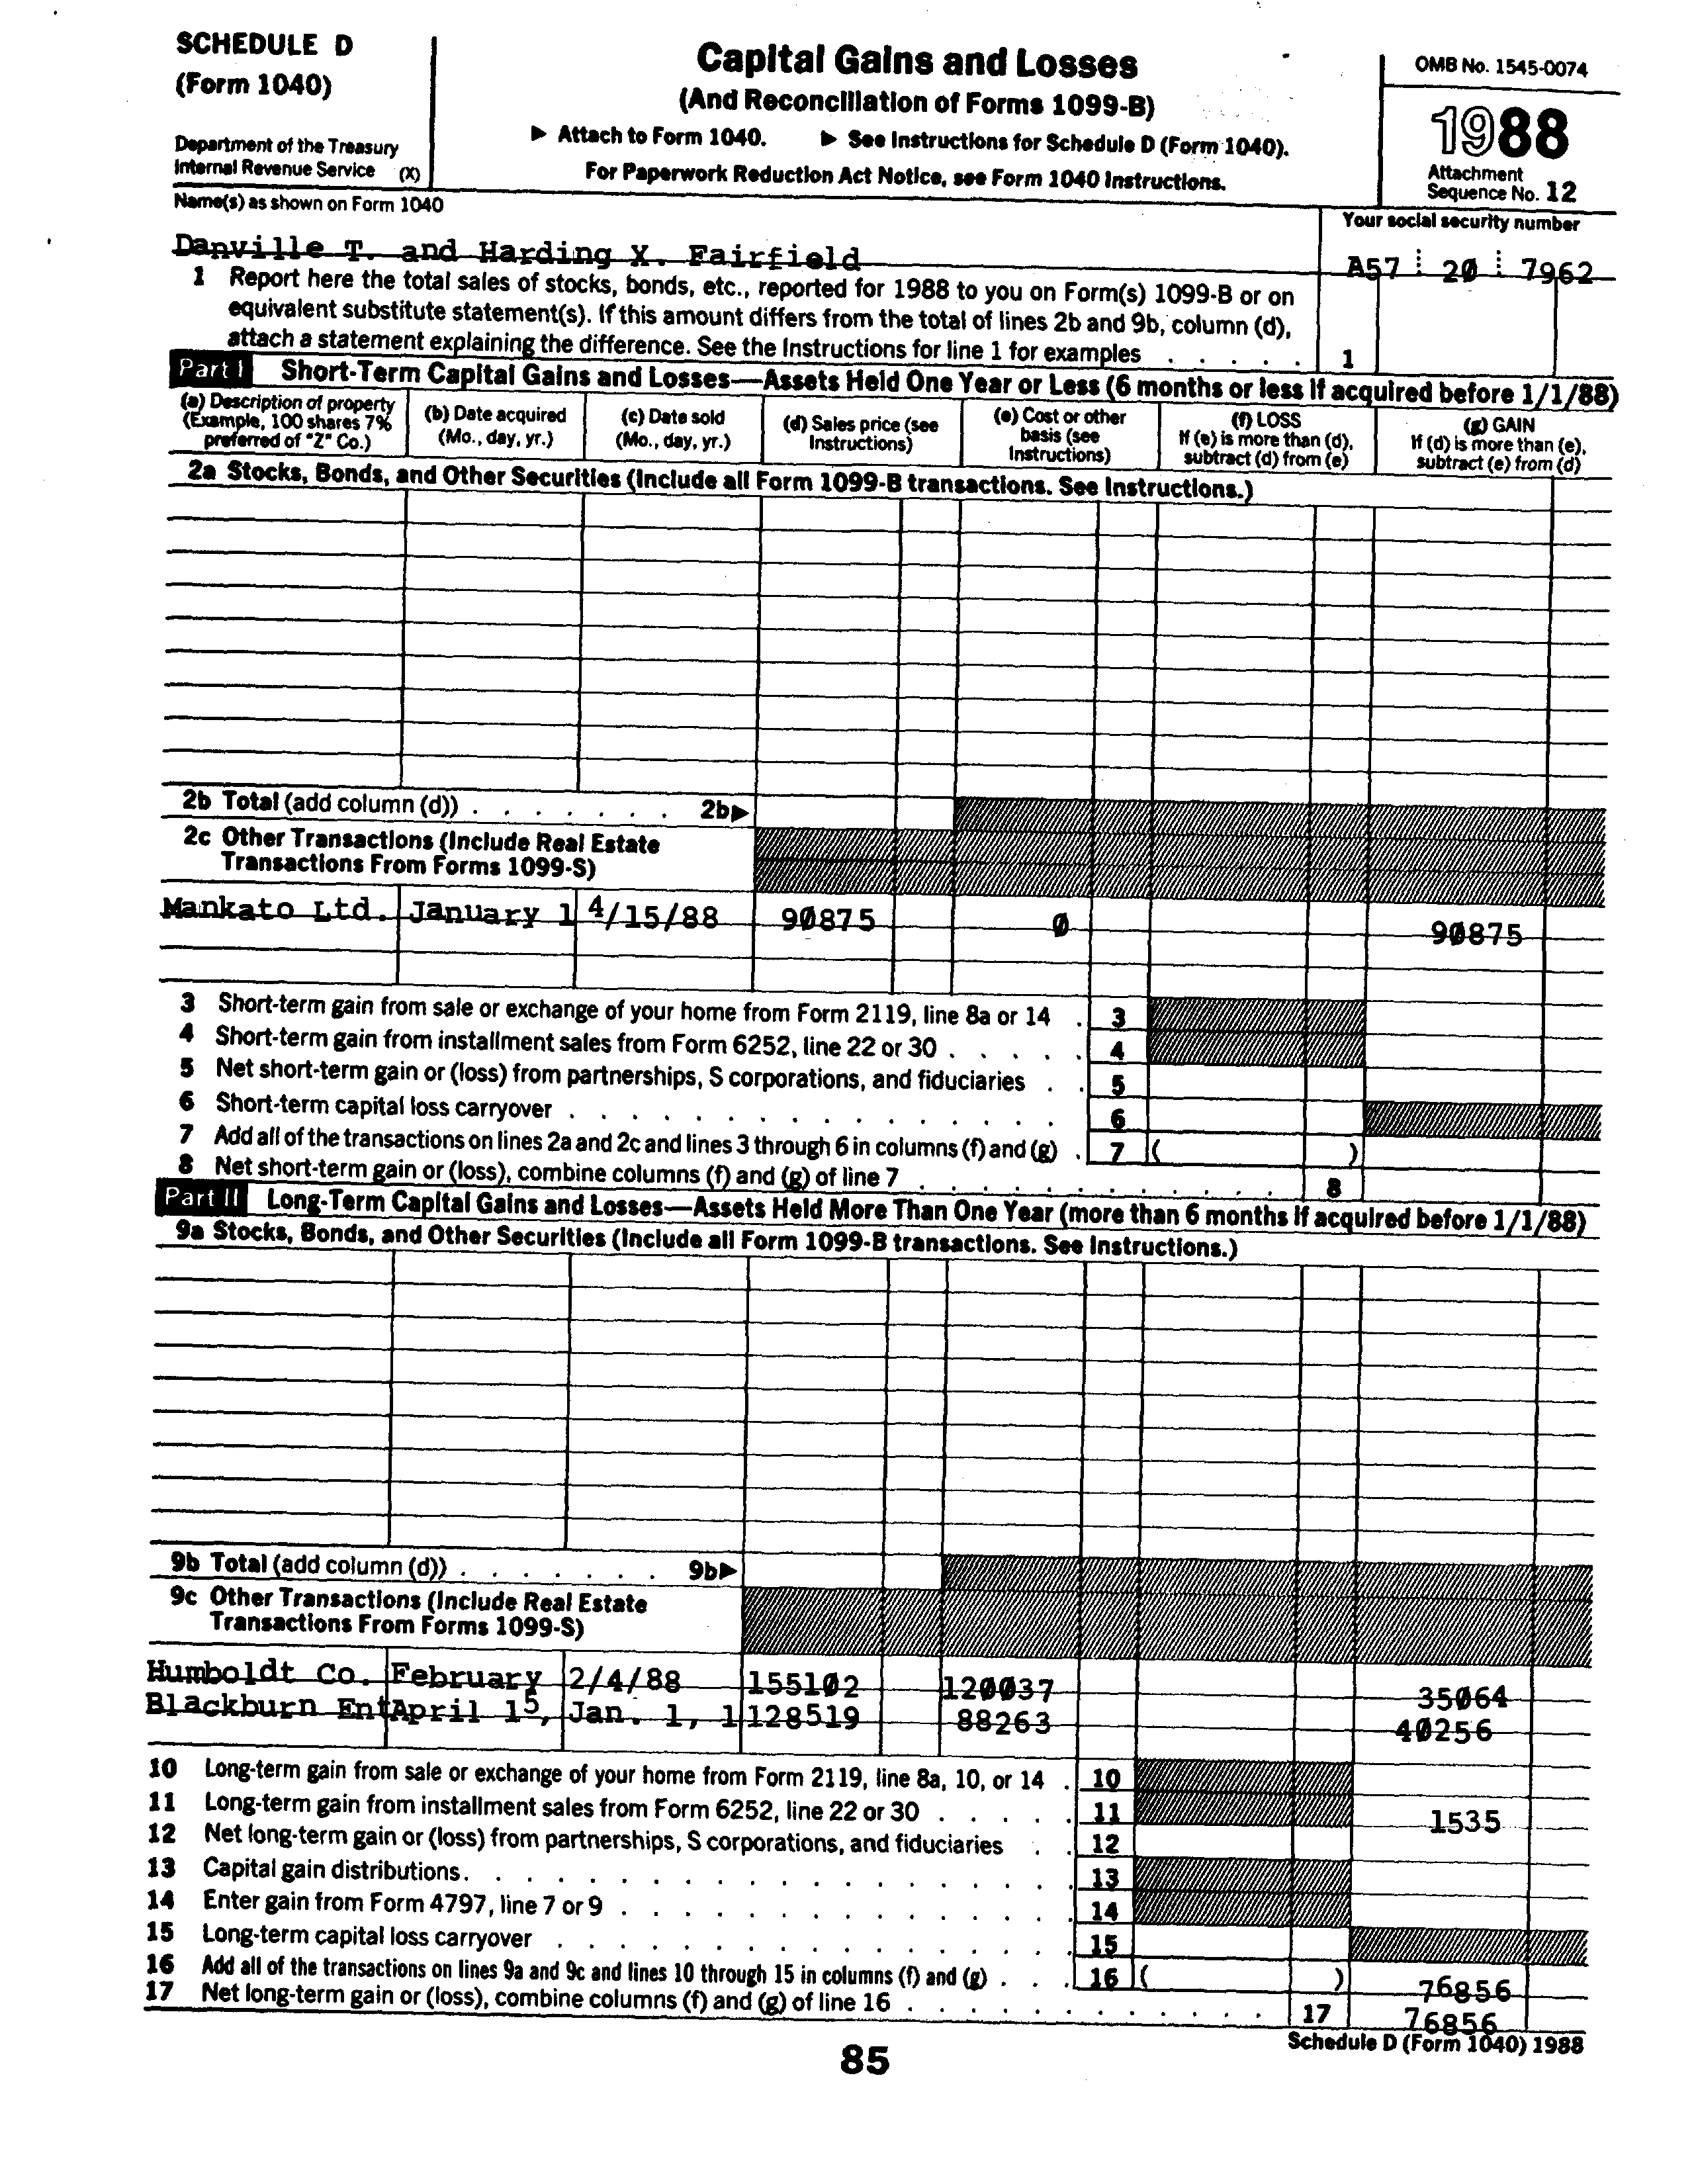 SCHEDULE D
(Form 1040)
Department of the Treasury
Internal Revenue Service (X)
Capital Gains and Losses
(And Reconciliation of Forms 1099-B)
▶ Attach to Form 1040. ▶ See Instructions for Schedule D (Form 1040).
For Paperwork Reduction Act Notice, see Form 1040 Instructions.
OMB No. 1545-0074
1988
Attachment
Sequence No. 12
Name(s) as shown on Form 1040
Your social security number
Danville T. and Harding X. Fairfield
A57 20 7962
1 Report here the total sales of stocks, bonds, etc., reported for 1988 to you on Form(s) 1099-B or on
equivalent substitute statement(s). If this amount differs from the total of lines 2b and 9b, column (d),
attach a statement explaining the difference. See the Instructions for line 1 for examples . . . . . 1
Part I Short-Term Capital Gains and Losses—Assets Held One Year or Less (6 months or less if acquired before 1/1/88)
(a) Description of property
(Example, 100 shares 7%
preferred of "Z" Co.)
(b) Date acquired
(Mo., day, yr.)
(c) Date sold
(Mo., day, yr.)
(d) Sales price (see
Instructions)
(e) Cost or other
basis (see
Instructions)
(f) LOSS
If (e) is more than (d),
subtract (d) from (e)
(g) GAIN
If (d) is more than (e),
subtract (e) from (d)
2a Stocks, Bonds, and Other Securities (Include all Form 1099-B transactions. See Instructions.)
2b Total (add column (d)) . . . . . . . 2b▶
2c Other Transactions (Include Real Estate
Transactions From Forms 1099-S)
Mankato Ltd. January 1 4/15/88 90875 0 90875
3 Short-term gain from sale or exchange of your home from Form 2119, line 8a or 14 . 3
4 Short-term gain from installment sales from Form 6252, line 22 or 30 . . . . . 4
5 Net short-term gain or (loss) from partnerships, S corporations, and fiduciaries . . 5
6 Short-term capital loss carryover . . . . . . . . . . . . . . . 6
7 Add all of the transactions on lines 2a and 2c and lines 3 through 6 in columns (f) and (g) . 7 ( )
8 Net short-term gain or (loss), combine columns (f) and (g) of line 7 . . . . . . . . . . . . 8
Part II Long-Term Capital Gains and Losses—Assets Held More Than One Year (more than 6 months if acquired before 1/1/88)
9a Stocks, Bonds, and Other Securities (Include all Form 1099-B transactions. See Instructions.)
9b Total (add column (d)) . . . . . . . 9b▶
9c Other Transactions (Include Real Estate
Transactions From Forms 1099-S)
Humboldt Co. February 2/4/88 155102 120037 35064
Blackburn Ent April 15, Jan. 1, 1 128519 88263 40256
10 Long-term gain from sale or exchange of your home from Form 2119, line 8a, 10, or 14 . 10
11 Long-term gain from installment sales from Form 6252, line 22 or 30 . . . . . 11 1535
12 Net long-term gain or (loss) from partnerships, S corporations, and fiduciaries . . 12
13 Capital gain distributions . . . . . . . . . . . . . . . . . . 13
14 Enter gain from Form 4797, line 7 or 9 . . . . . . . . . . . . . 14
15 Long-term capital loss carryover . . . . . . . . . . . . . . . 15
16 Add all of the transactions on lines 9a and 9c and lines 10 through 15 in columns (f) and (g) . . . 16 ( ) 76856
17 Net long-term gain or (loss), combine columns (f) and (g) of line 16 . . . . . . . . . . . . 17 76856
Schedule D (Form 1040) 1988
85